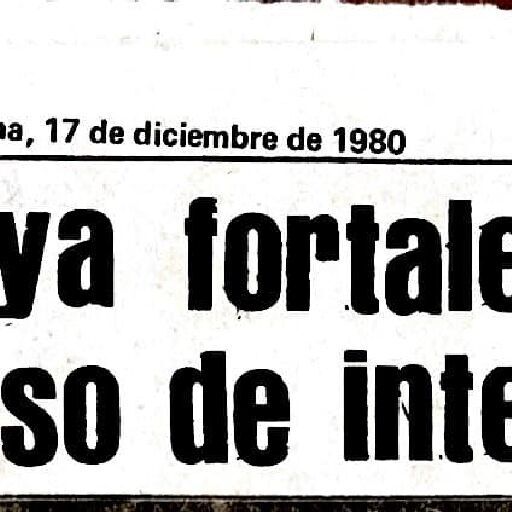 na, 17 de diciembre de 1980
ya fortale
so de inte